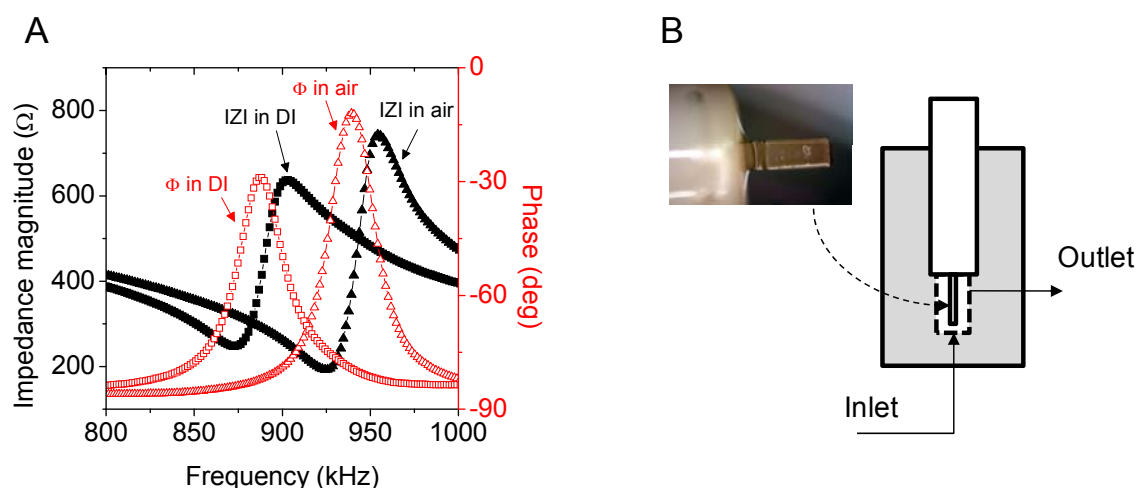 A
B
Impedance magnitude (Ω)
800
600
400
200
Φ in air
IZI in DI
IZI in air
Φ in DI
0
-30
-60
-90
Phase (deg)
800
850
900
950
1000
Frequency (kHz)
Outlet
Inlet